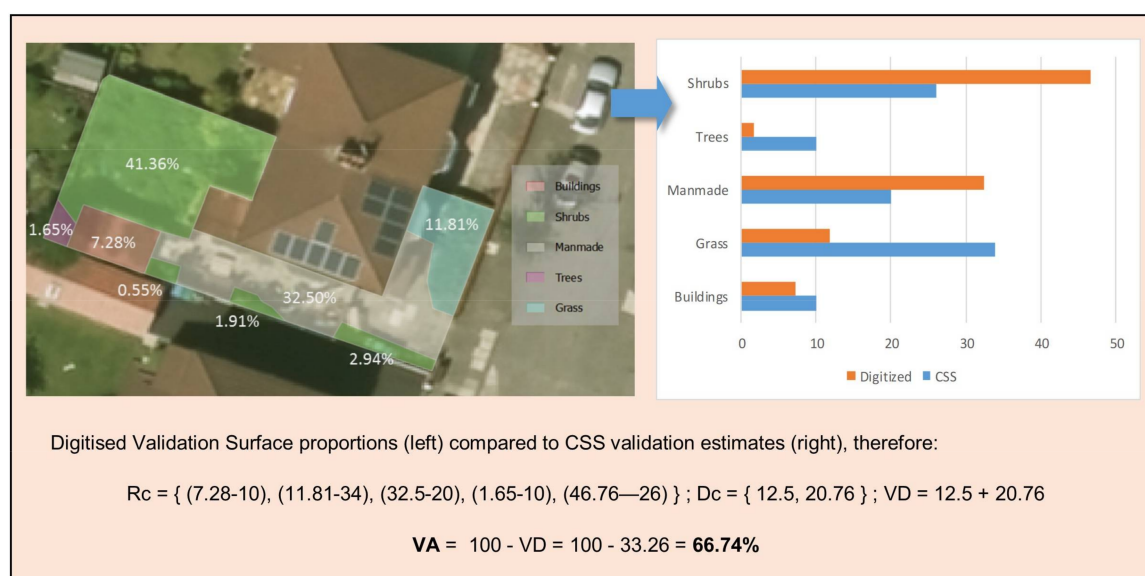 41.36%
1.65%
7.28%
0.55%
1.91%
32.50%
2.94%
11.81%
Buildings
Shrubs
Manmade
Trees
Grass
Shrubs
Trees
Manmade
Grass
Buildings
0 10 20 30 40 50
Digitized CSS
Digitised Validation Surface proportions (left) compared to CSS validation estimates (right), therefore:
Rc = { (7.28-10), (11.81-34), (32.5-20), (1.65-10), (46.76—26) } ; Dc = { 12.5, 20.76 } ; VD = 12.5 + 20.76
VA = 100 - VD = 100 - 33.26 = 66.74%